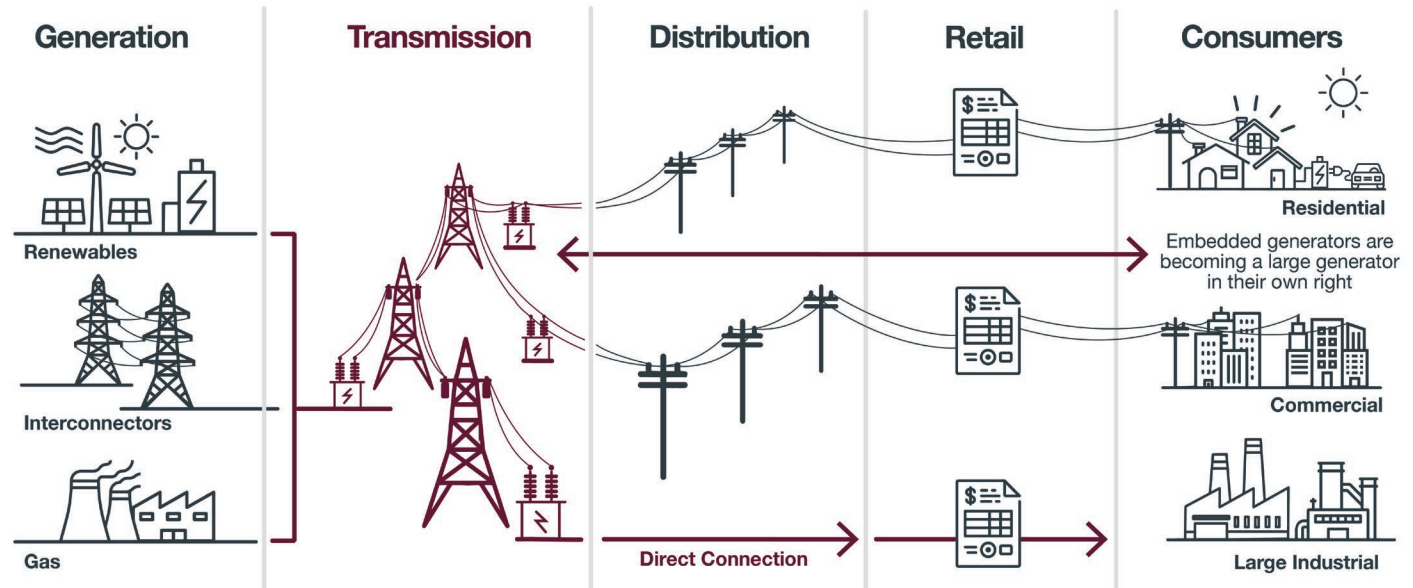 Generation
Transmission
Distribution
Retail
Consumers
$
Renewables
Residential
Embedded generators are
becoming a large generator
in their own right
Interconnectors
$
Commercial
Gas
$
Direct Connection
Large Industrial